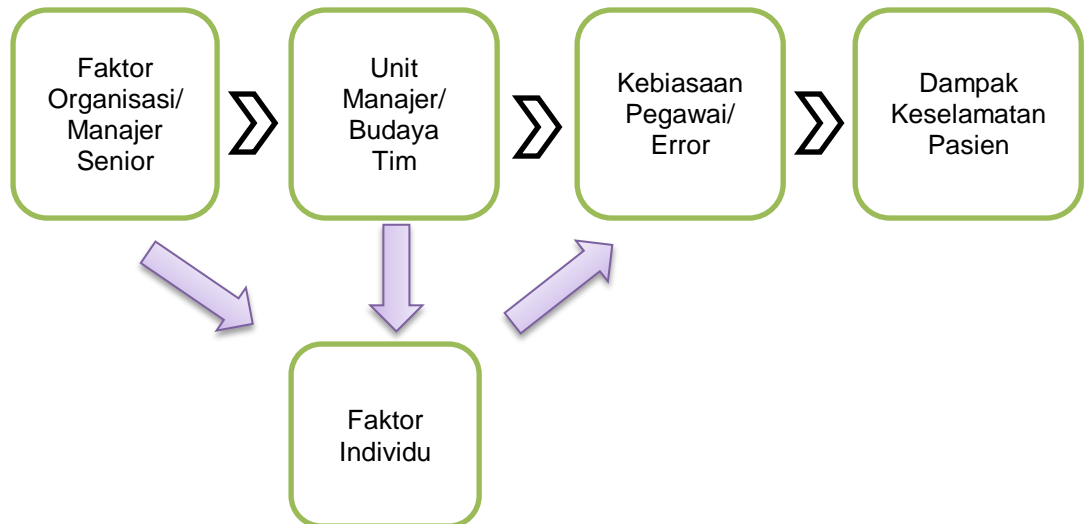 Faktor
Organisasi/
Manajer
Senior
Unit
Manajer/
Budaya
Tim
Kebiasaan
Pegawai/
Error
Dampak
Keselamatan
Pasien
Faktor
Individu